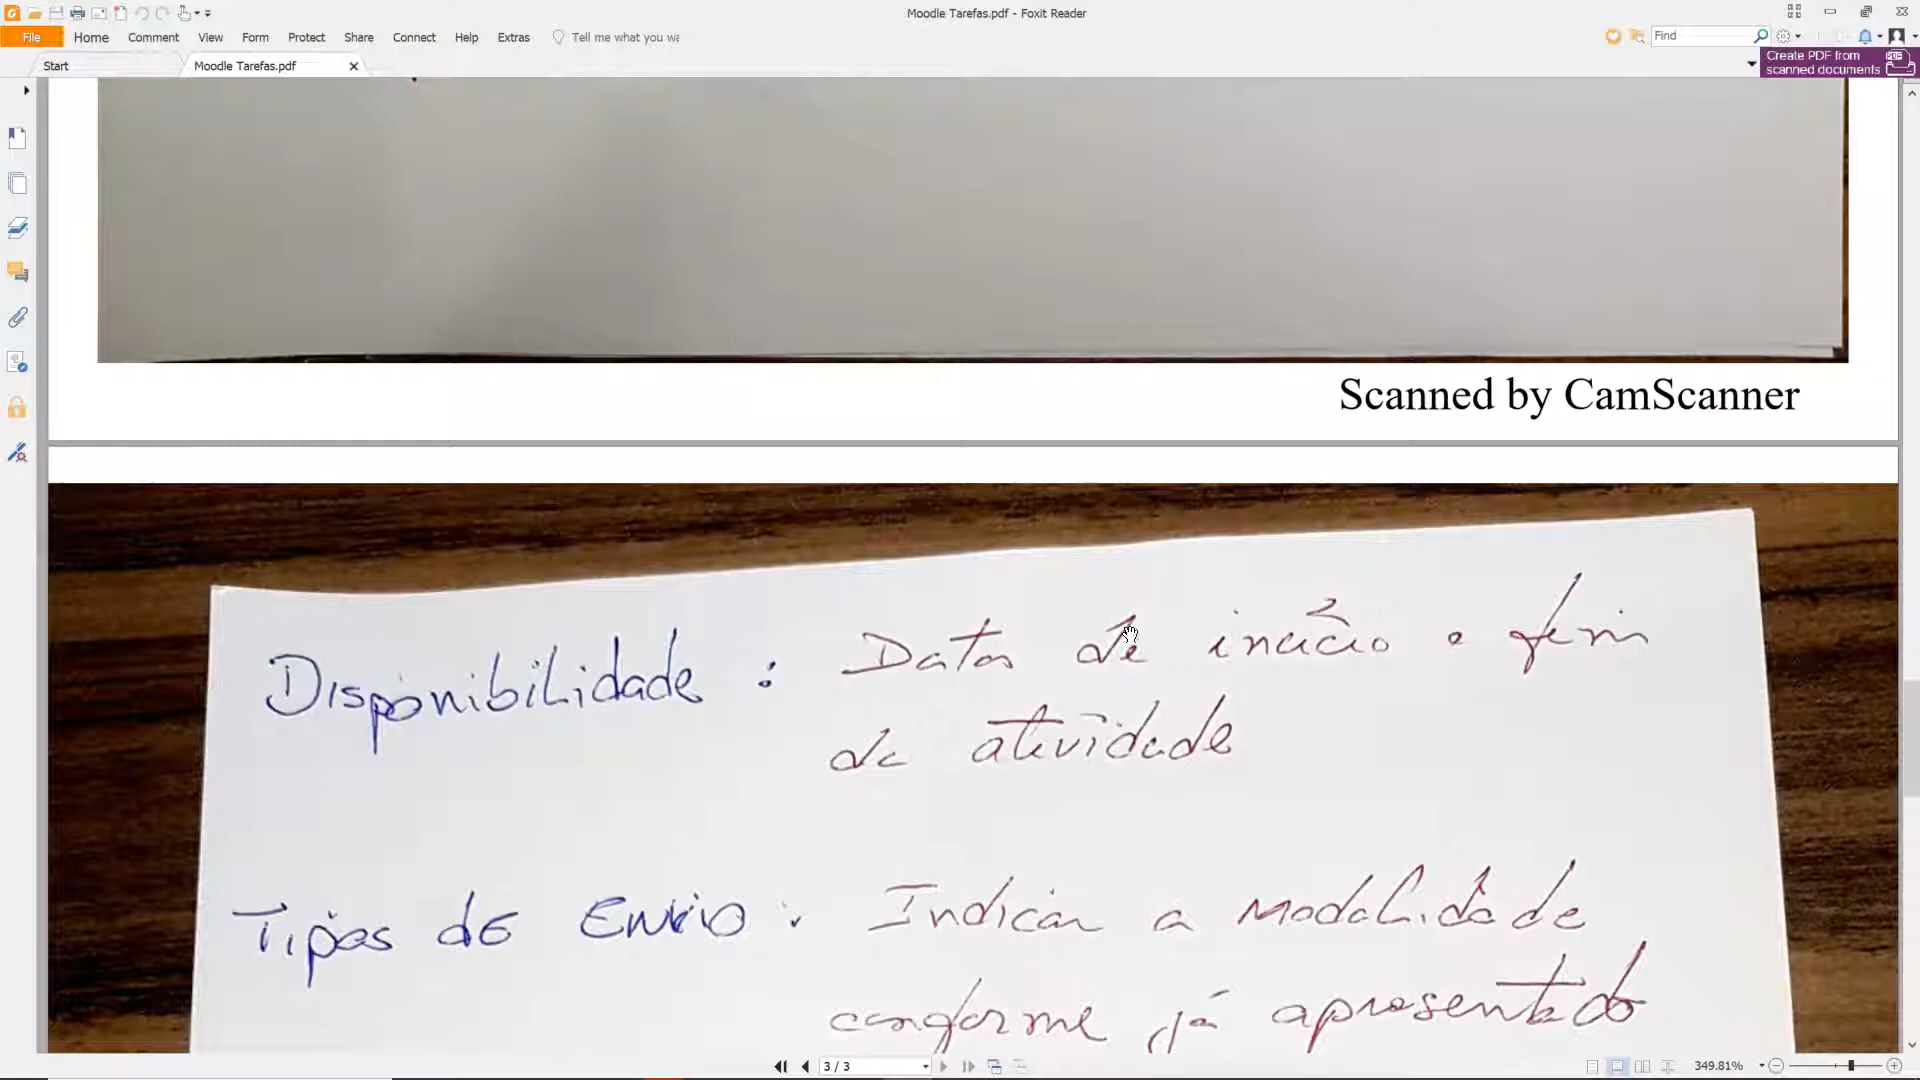 Moodle Tarefas.pdf - Foxit Reader
File Home Comment View Form Protect Share Connect Help Extras Tell me what you wa
Find
Create PDF from
scanned documents
Start Moodle Tarefas.pdf
Scanned by CamScanner
Disponibilidade : Datas de início e fim
da atividade
Tipos de Envio : Indicar a modalidade
conforme já apresentado
3 / 3
349.81%